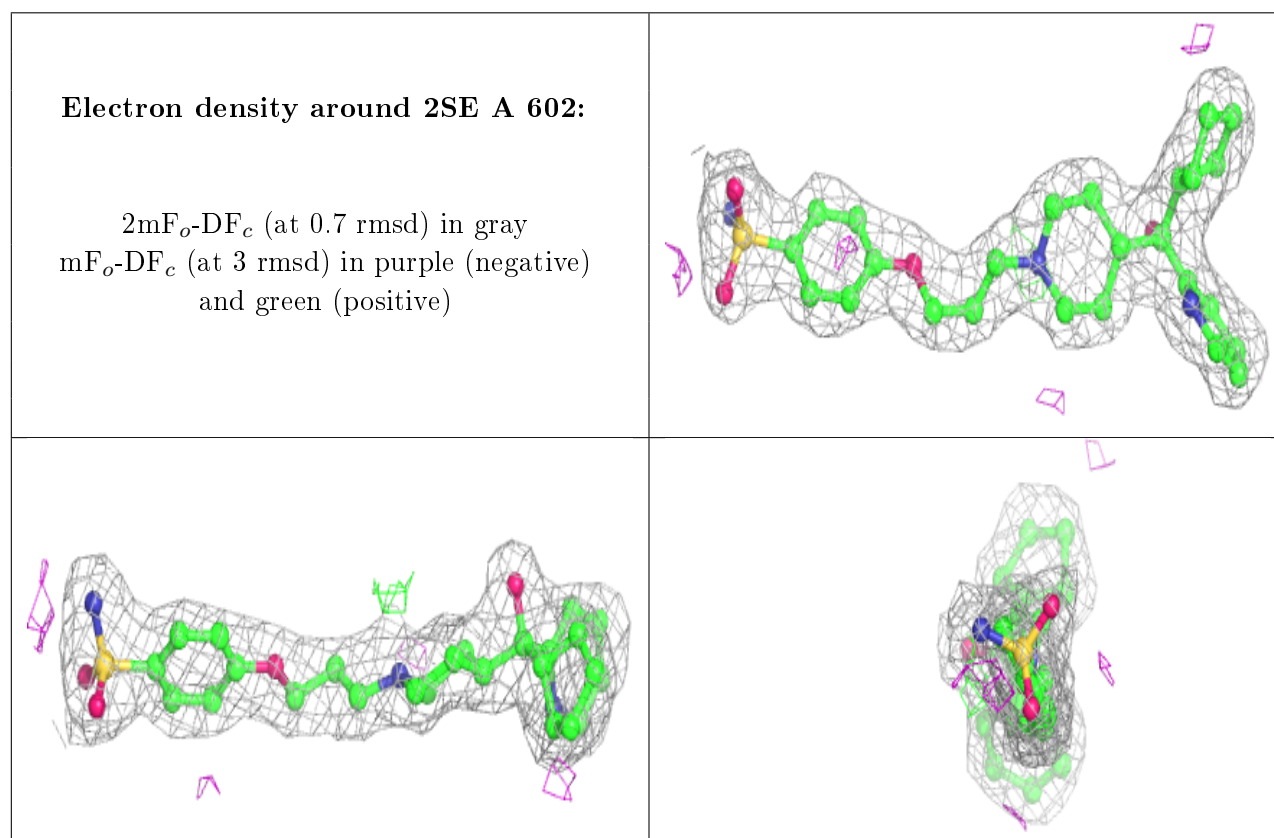 Electron density around 2SE A 602:
2mFₒ-DF𝒸 (at 0.7 rmsd) in gray
mFₒ-DF𝒸 (at 3 rmsd) in purple (negative)
and green (positive)